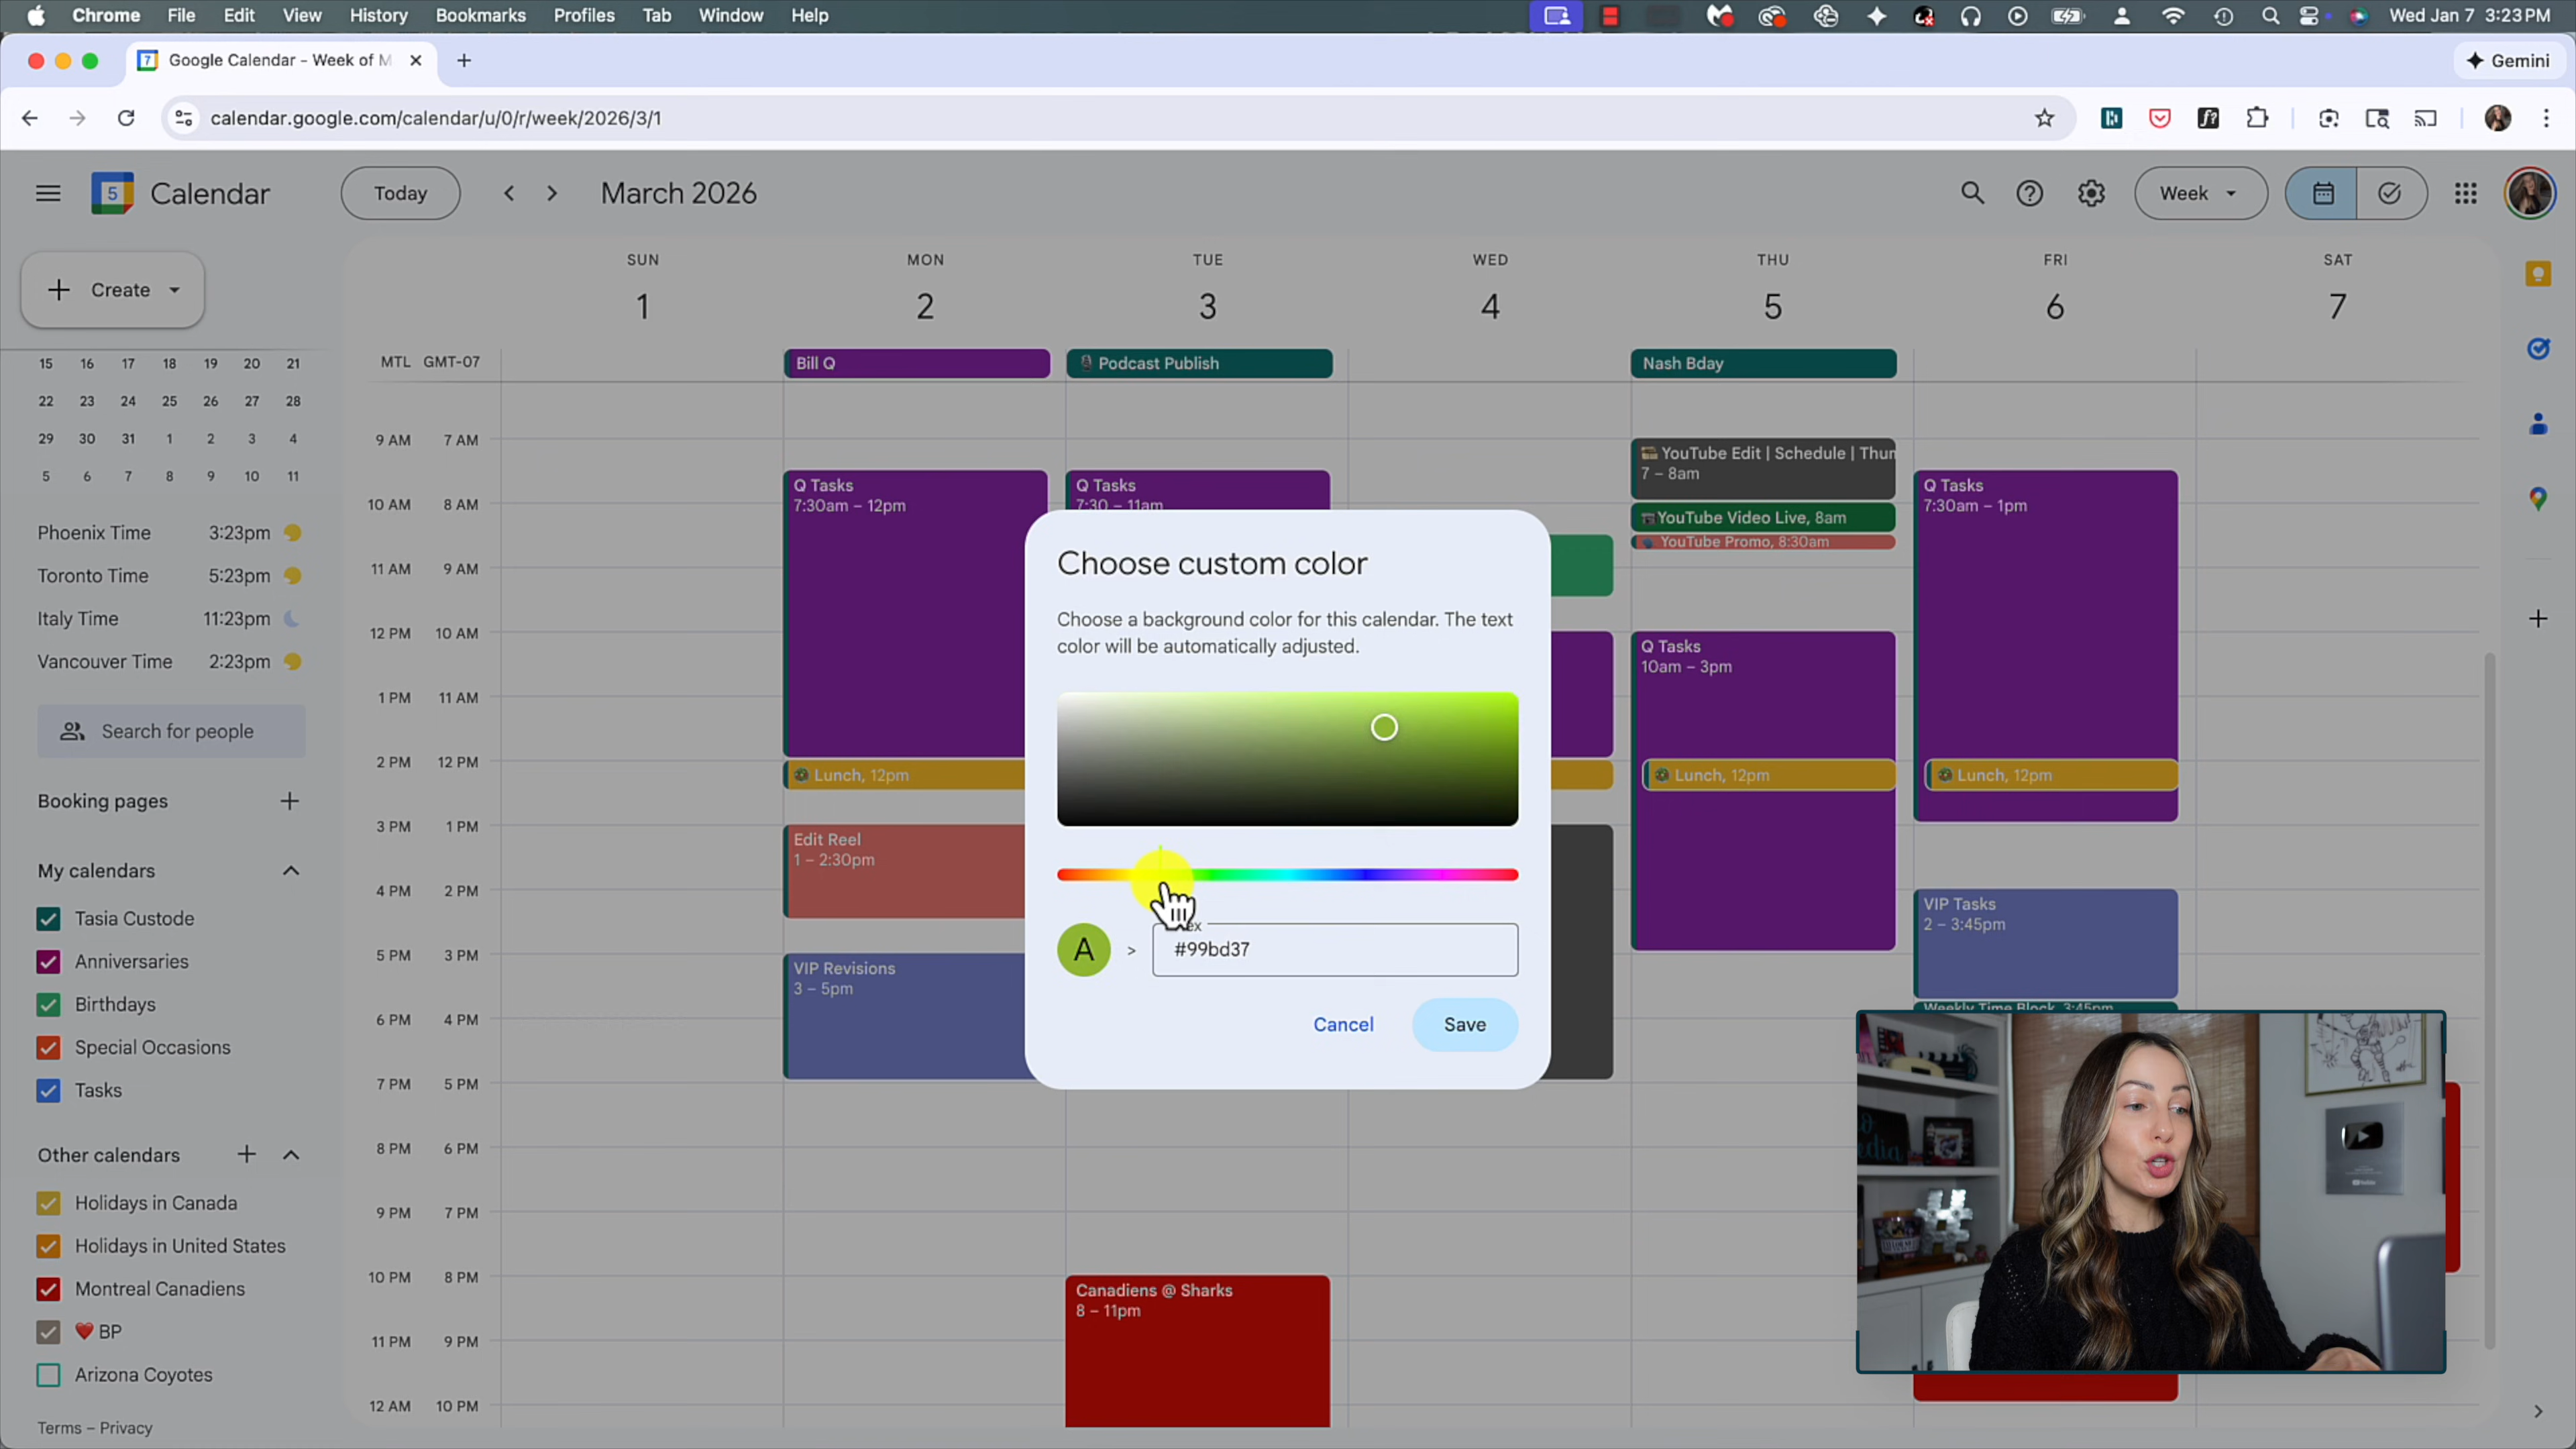 Chrome File Edit View History Bookmarks Profiles Tab Window Help
Wed Jan 7 3:23 PM
Google Calendar - Week of M
Gemini
calendar.google.com/calendar/u/0/r/week/2026/3/1
5 Calendar Today March 2026 Week
Create
SUN MON TUE WED THU FRI SAT
1 2 3 4 5 6 7
15 16 17 18 19 20 21
22 23 24 25 26 27 28
29 30 31 1 2 3 4
5 6 7 8 9 10 11
Phoenix Time 3:23pm
Toronto Time 5:23pm
Italy Time 11:23pm
Vancouver Time 2:23pm
Search for people
Booking pages
My calendars
Tasia Custode
Anniversaries
Birthdays
Special Occasions
Tasks
Other calendars
Holidays in Canada
Holidays in United States
Montreal Canadiens
❤️ BP
Arizona Coyotes
Terms – Privacy
MTL GMT-07
9 AM 7 AM
10 AM 8 AM
11 AM 9 AM
12 PM 10 AM
1 PM 11 AM
2 PM 12 PM
3 PM 1 PM
4 PM 2 PM
5 PM 3 PM
6 PM 4 PM
7 PM 5 PM
8 PM 6 PM
9 PM 7 PM
10 PM 8 PM
11 PM 9 PM
12 AM 10 PM
Bill Q
Q Tasks
7:30am – 12pm
Lunch, 12pm
Edit Reel
1 – 2:30pm
VIP Revisions
3 – 5pm
Podcast Publish
Q Tasks
7:30 – 11am
Canadiens @ Sharks
8 – 11pm
Choose custom color
Choose a background color for this calendar. The text
color will be automatically adjusted.
A >
#99bd37
Cancel Save
Nash Bday
YouTube Edit | Schedule | Thum
7 – 8am
YouTube Video Live, 8am
YouTube Promo, 8:30am
Q Tasks
10am – 3pm
Lunch, 12pm
Q Tasks
7:30am – 1pm
Lunch, 12pm
VIP Tasks
2 – 3:45pm
Weekly Time Block, 3:45pm